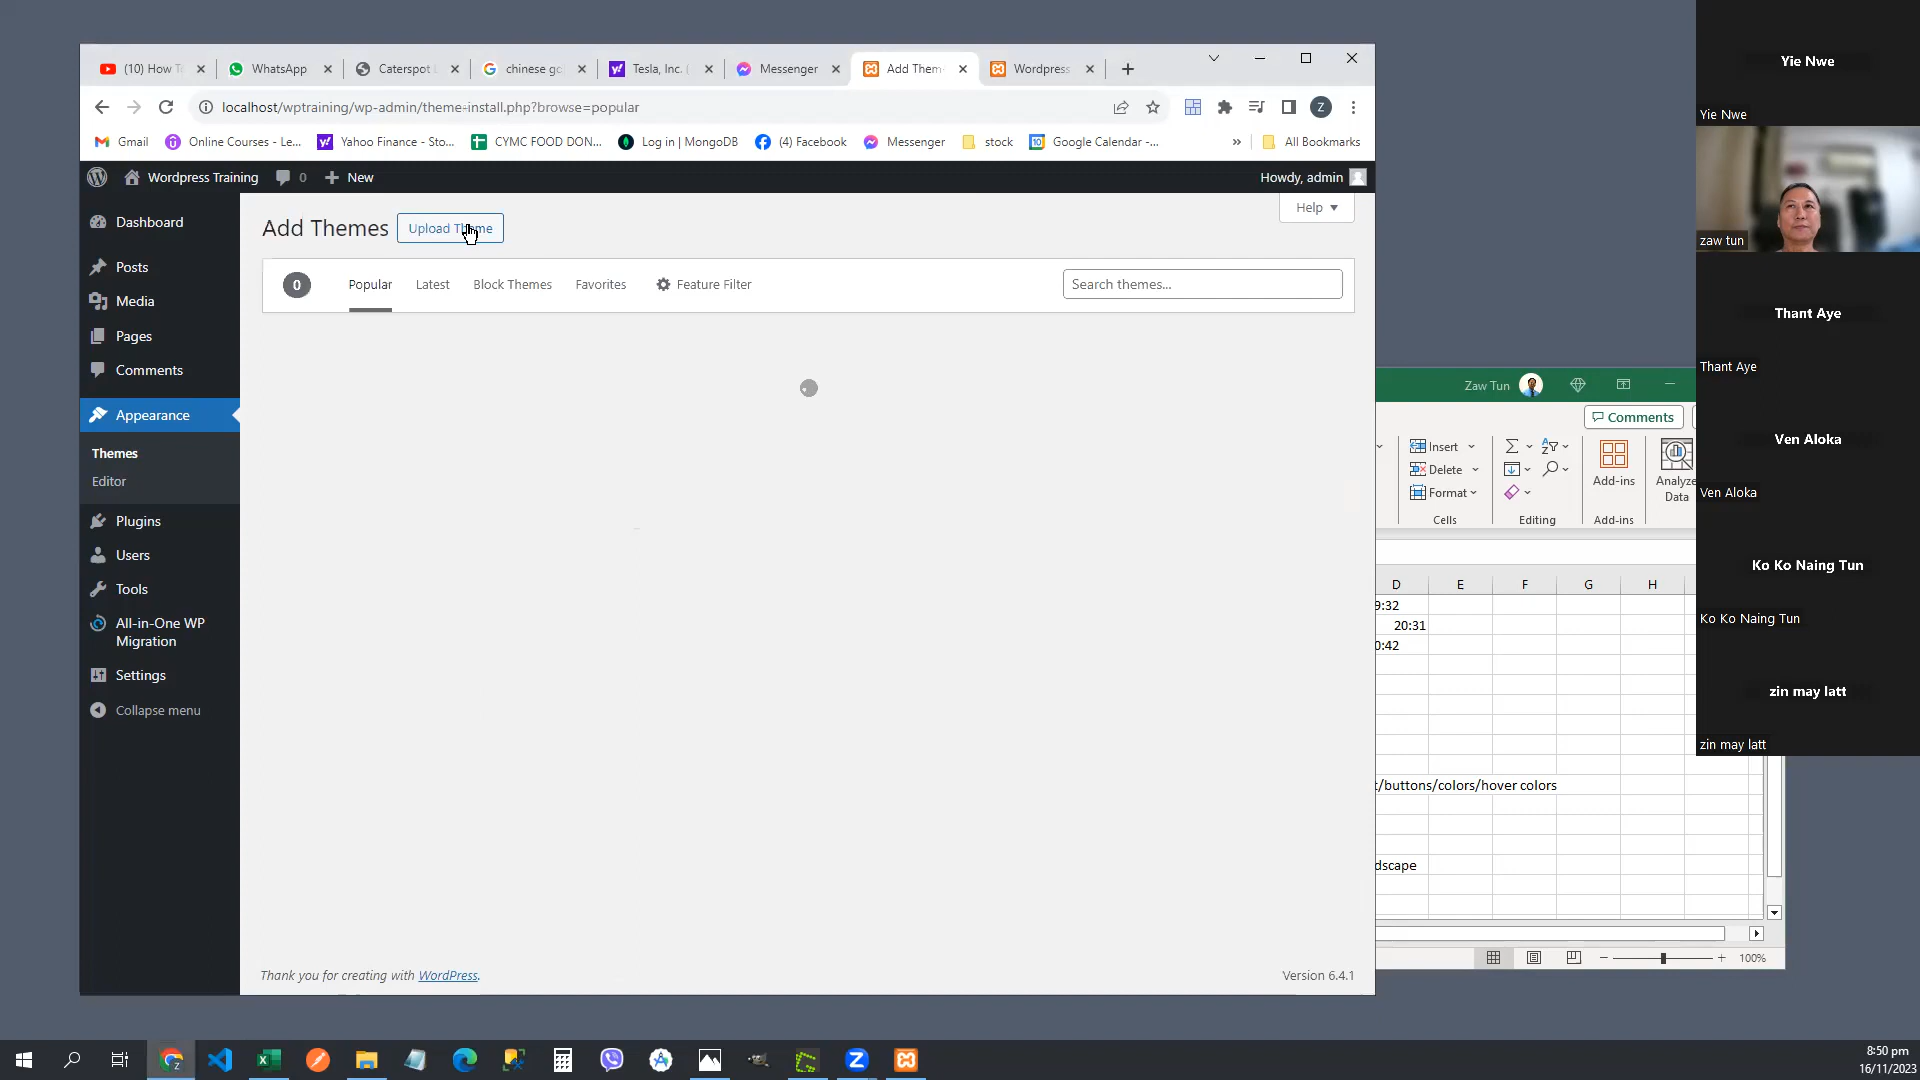 (10) How T
WhatsApp
Caterspot
chinese go
Tesla, Inc. (
Messenger
Add Them
Wordpress
localhost/wptraining/wp-admin/theme-install.php?browse=popular
Z
Gmail
Online Courses - Le...
Yahoo Finance - Sto...
CYMC FOOD DON...
Log in | MongoDB
(4) Facebook
Messenger
stock
Google Calendar -...
»
All Bookmarks
Wordpress Training
0
New
Howdy, admin
Dashboard
Posts
Media
Pages
Comments
Appearance
Themes
Editor
Plugins
Users
Tools
All-in-One WP
Migration
Settings
Collapse menu
Add Themes
Upload Theme
Help
0
Popular
Latest
Block Themes
Favorites
Feature Filter
Search themes...
Thank you for creating with WordPress.
Version 6.4.1
Zaw Tun
Comments
Insert
Delete
Format
Cells
Editing
Add-ins
Add-ins
Analyze
Data
D
E
F
G
H
9:32
20:31
0:42
t/buttons/colors/hover colors
dscape
100%
Yie Nwe
Yie Nwe
zaw tun
Thant Aye
Thant Aye
Ven Aloka
Ven Aloka
Ko Ko Naing Tun
Ko Ko Naing Tun
zin may latt
zin may latt
8:50 pm
16/11/2023